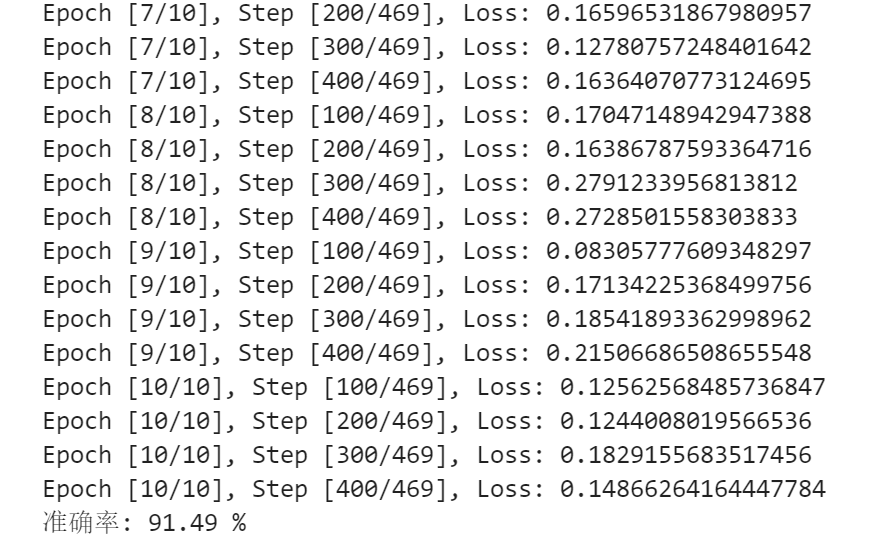 Epoch [7/10], Step [200/469], Loss: 0.16596531867980957
Epoch [7/10], Step [300/469], Loss: 0.12780757248401642
Epoch [7/10], Step [400/469], Loss: 0.16364070773124695
Epoch [8/10], Step [100/469], Loss: 0.17047148942947388
Epoch [8/10], Step [200/469], Loss: 0.16386787593364716
Epoch [8/10], Step [300/469], Loss: 0.2791233956813812
Epoch [8/10], Step [400/469], Loss: 0.2728501558303833
Epoch [9/10], Step [100/469], Loss: 0.08305777609348297
Epoch [9/10], Step [200/469], Loss: 0.17134225368499756
Epoch [9/10], Step [300/469], Loss: 0.18541893362998962
Epoch [9/10], Step [400/469], Loss: 0.21506686508655548
Epoch [10/10], Step [100/469], Loss: 0.12562568485736847
Epoch [10/10], Step [200/469], Loss: 0.1244008019566536
Epoch [10/10], Step [300/469], Loss: 0.1829155683517456
Epoch [10/10], Step [400/469], Loss: 0.14866264164447784
准确率: 91.49 %